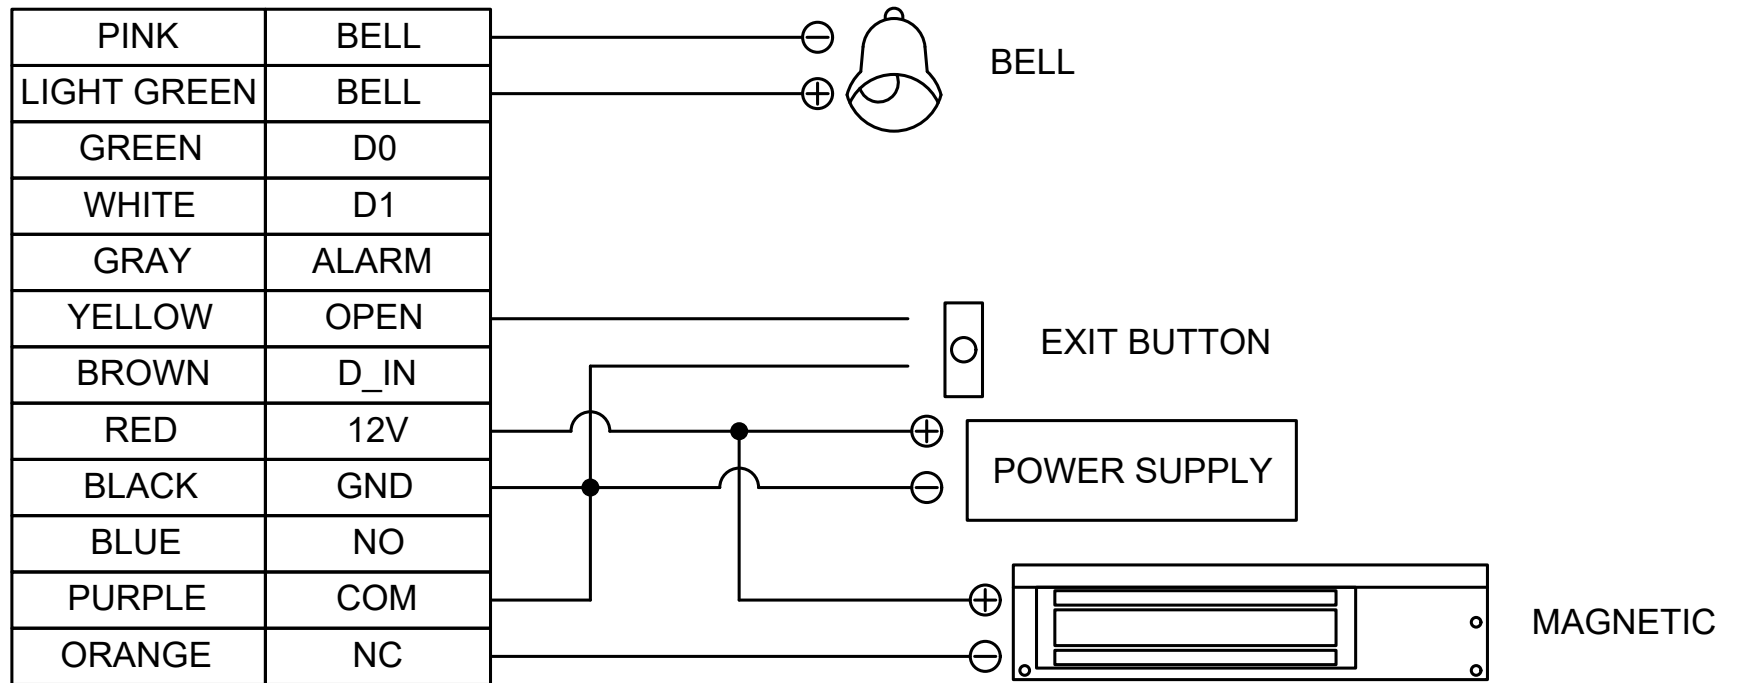 PINK BELL
LIGHT GREEN BELL
GREEN D0
WHITE D1
GRAY ALARM
YELLOW OPEN
BROWN D_IN
RED 12V
BLACK GND
BLUE NO
PURPLE COM
ORANGE NC
BELL
EXIT BUTTON
POWER SUPPLY
MAGNETIC